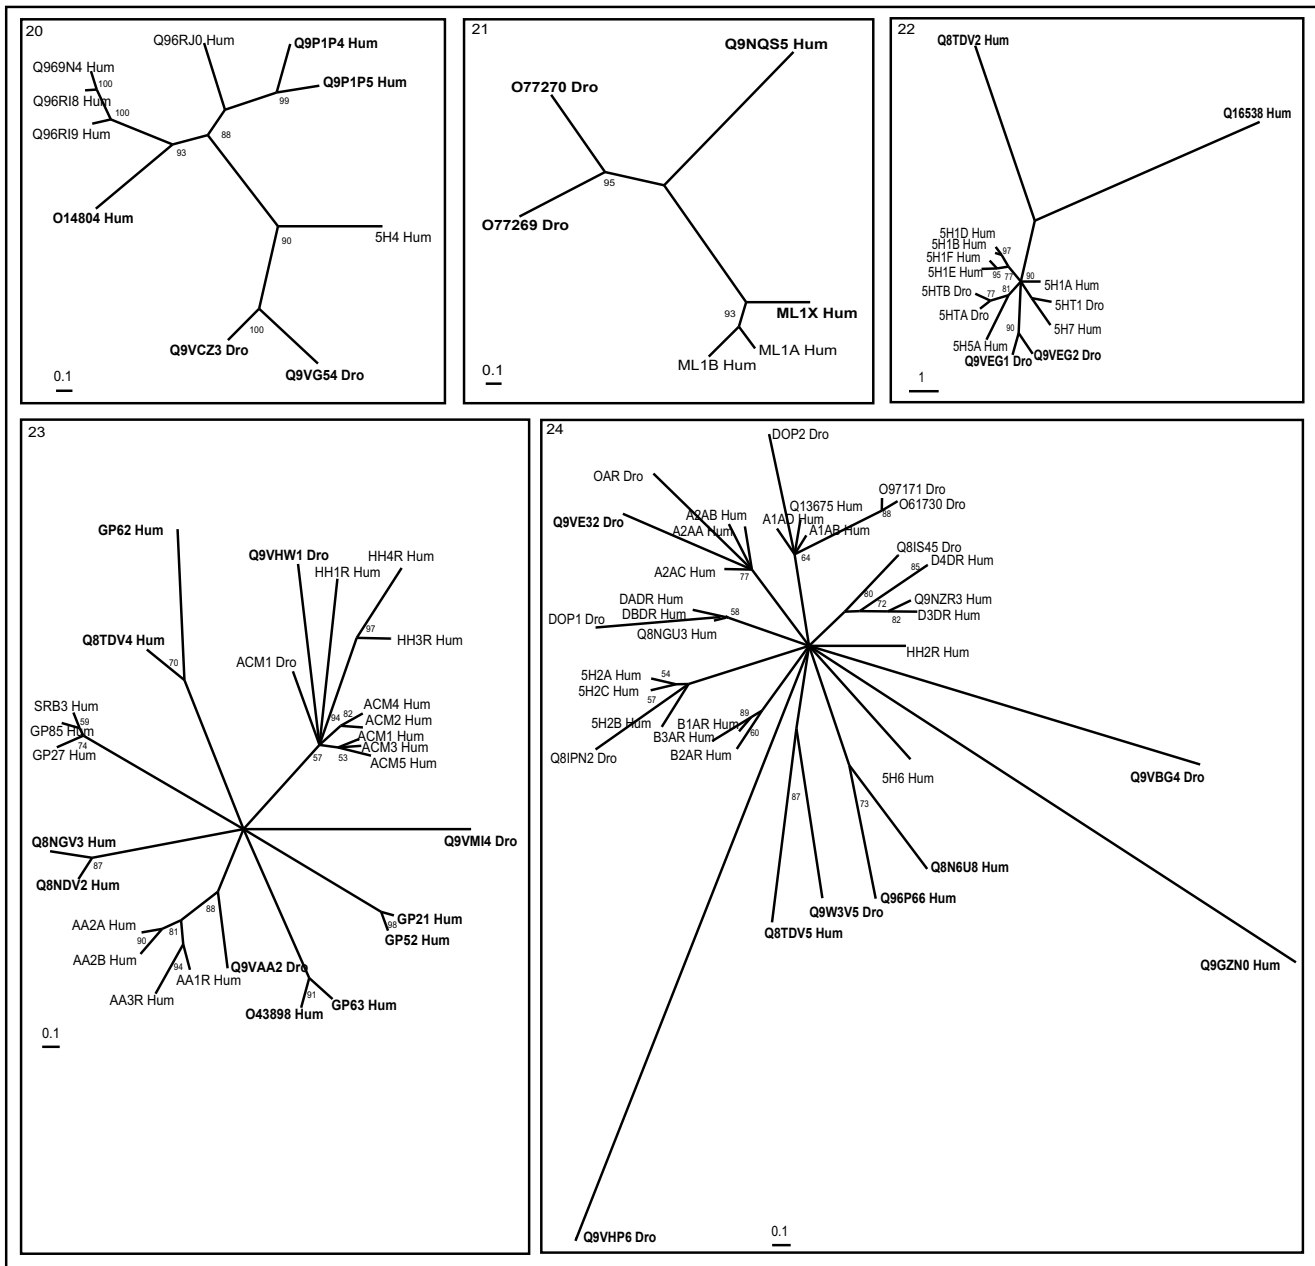 20
Q96RJ0 Hum
Q9P1P4 Hum
Q969N4 Hum
100
Q9P1P5 Hum
Q96RI8 Hum
99
100
Q96RI9 Hum
88
93
O14804 Hum
90
5H4 Hum
100
Q9VCZ3 Dro
Q9VG54 Dro
0.1
21
Q9NQS5 Hum
O77270 Dro
95
O77269 Dro
93
ML1X Hum
ML1A Hum
ML1B Hum
0.1
22
Q8TDV2 Hum
Q16538 Hum
5H1D Hum
5H1B Hum
97
5H1F Hum
5H1E Hum
95
77
90
5H1A Hum
5HTB Dro
77
81
5HT1 Dro
5HTA Dro
5H7 Hum
90
5H5A Hum
Q9VEG2 Dro
Q9VEG1 Dro
1
23
GP62 Hum
Q9VHW1 Dro
HH4R Hum
HH1R Hum
97
Q8TDV4 Hum
HH3R Hum
70
ACM1 Dro
SRB3 Hum
ACM4 Hum
82
94
59
ACM2 Hum
GP85 Hum
ACM1 Hum
74
ACM3 Hum
GP27 Hum
57
53
ACM5 Hum
Q8NGV3 Hum
Q9VMI4 Dro
87
Q8NDV2 Hum
88
GP21 Hum
AA2A Hum
98
81
90
GP52 Hum
AA2B Hum
94
Q9VAA2 Dro
AA1R Hum
91
AA3R Hum
GP63 Hum
O43898 Hum
0.1
24
DOP2 Dro
OAR Dro
O97171 Dro
Q13675 Hum
O61730 Dro
88
A2AB Hum
A1AD Hum
Q9VE32 Dro
A2AA Hum
A1AB Hum
Q8IS45 Dro
64
D4DR Hum
85
A2AC Hum
77
80
DADR Hum
72
Q9NZR3 Hum
58
DBDR Hum
D3DR Hum
DOP1 Dro
82
Q8NGU3 Hum
HH2R Hum
5H2A Hum
54
5H2C Hum
57
89
5H2B Hum
B1AR Hum
60
B3AR Hum
B2AR Hum
Q8IPN2 Dro
5H6 Hum
Q9VBG4 Dro
87
73
Q8N6U8 Hum
Q96P66 Hum
Q9W3V5 Dro
Q8TDV5 Hum
Q9GZN0 Hum
Q9VHP6 Dro
0.1